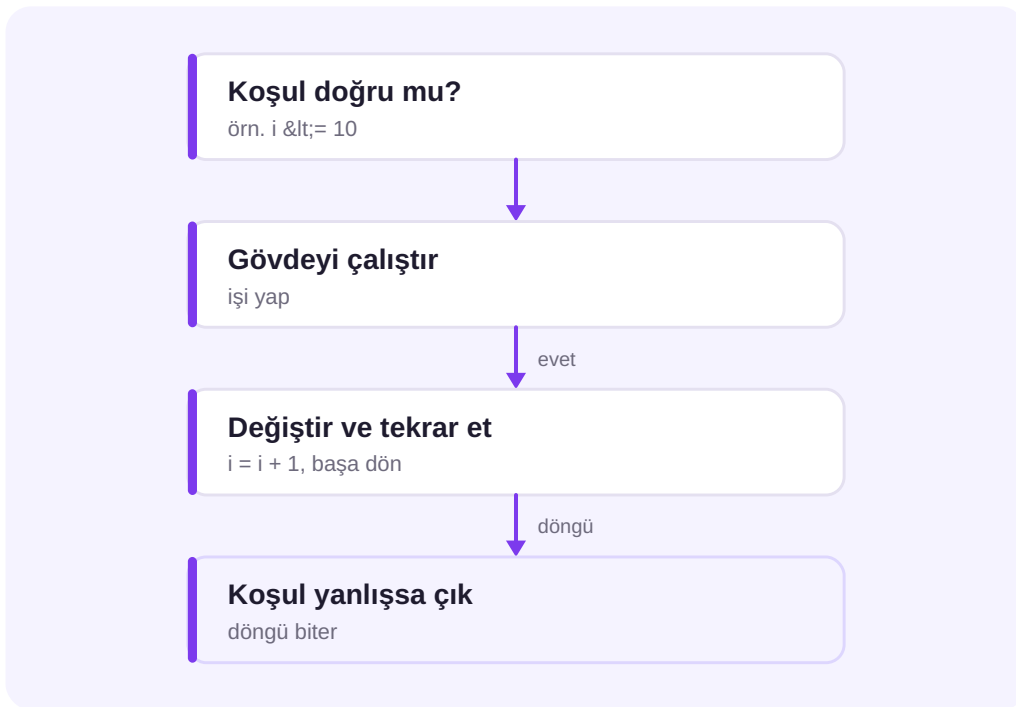 Koşul doğru mu?
örn. i &lt;= 10
Gövdeyi çalıştır
işi yap
evet
Değiştir ve tekrar et
i = i + 1, başa dön
döngü
Koşul yanlışsa çık
döngü biter